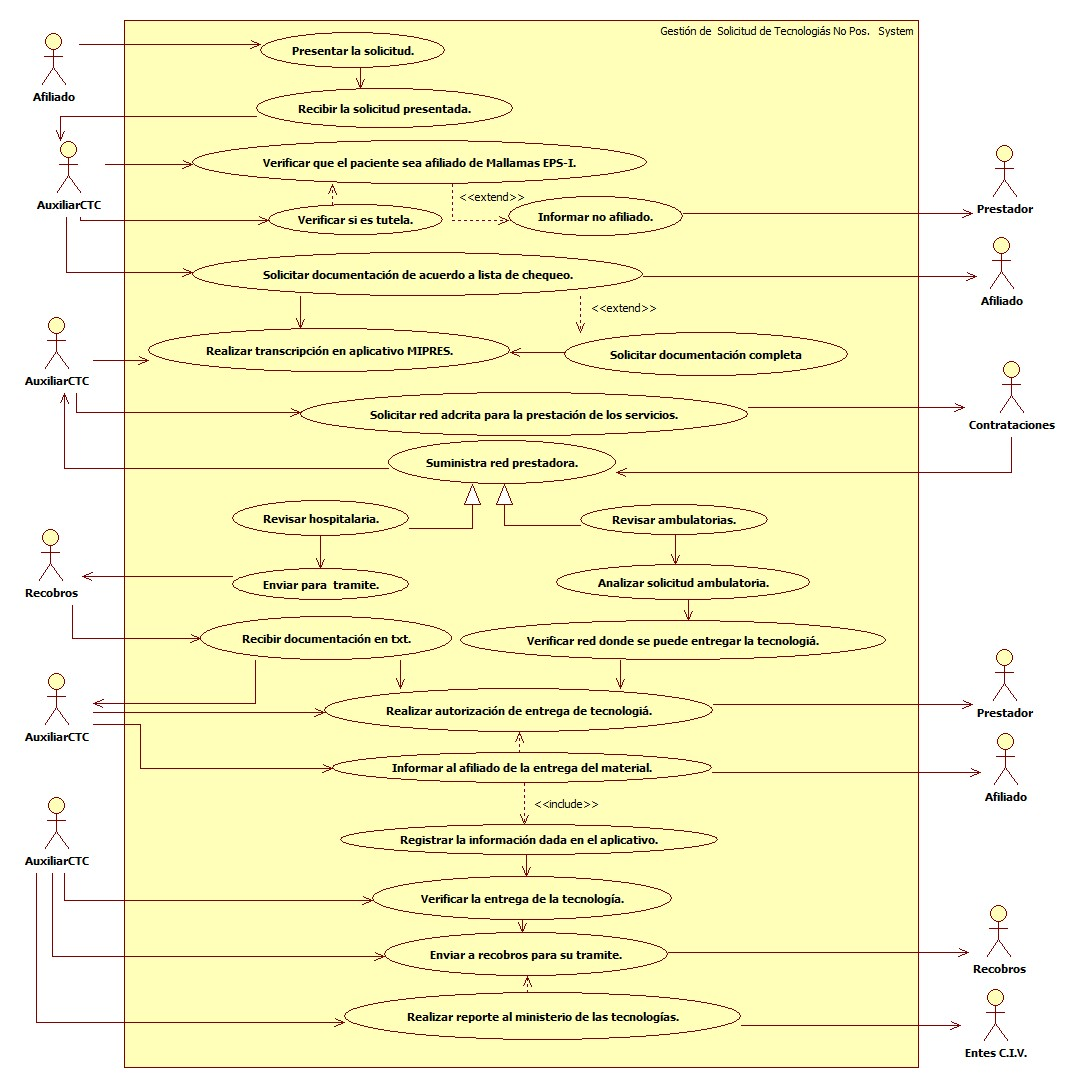 Gestión de  Solicitud de Tecnologiás No Pos.   System
Presentar la solicitud.
Afiliado
Recibir la solicitud presentada.
Verificar que el paciente sea afiliado de Mallamas EPS-I.
AuxiliarCTC
<<extend>>
Prestador
Verificar si es tutela.
Informar no afiliado.
Solicitar documentación de acuerdo a lista de chequeo.
Afiliado
<<extend>>
Realizar transcripción en aplicativo MIPRES.
Solicitar documentación completa
AuxiliarCTC
Solicitar red adcrita para la prestación de los servicios.
Contrataciones
Suministra red prestadora.
Revisar hospitalaria.
Revisar ambulatorias.
Enviar para  tramite.
Analizar solicitud ambulatoria.
Recobros
Recibir documentación en txt.
Verificar red donde se puede entregar la tecnologiá.
Realizar autorización de entrega de tecnologiá.
Prestador
AuxiliarCTC
Informar al afiliado de la entrega del material.
Afiliado
<<include>>
Registrar la información dada en el aplicativo.
AuxiliarCTC
Verificar la entrega de la tecnología.
Enviar a recobros para su tramite.
Recobros
Realizar reporte al ministerio de las tecnologías.
Entes C.I.V.